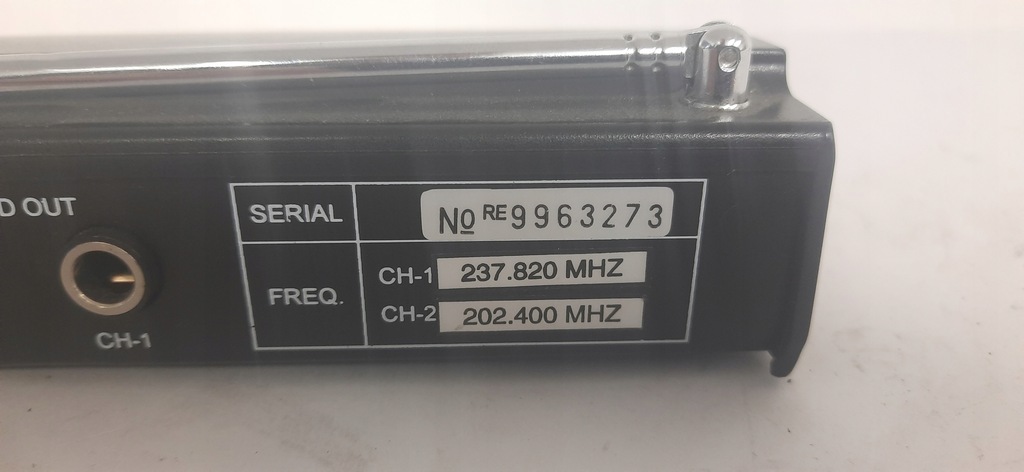 D OUT
CH-1
SERIAL
№ RE9963273
FREQ.
CH-1 237.820 MHZ
CH-2 202.400 MHZ